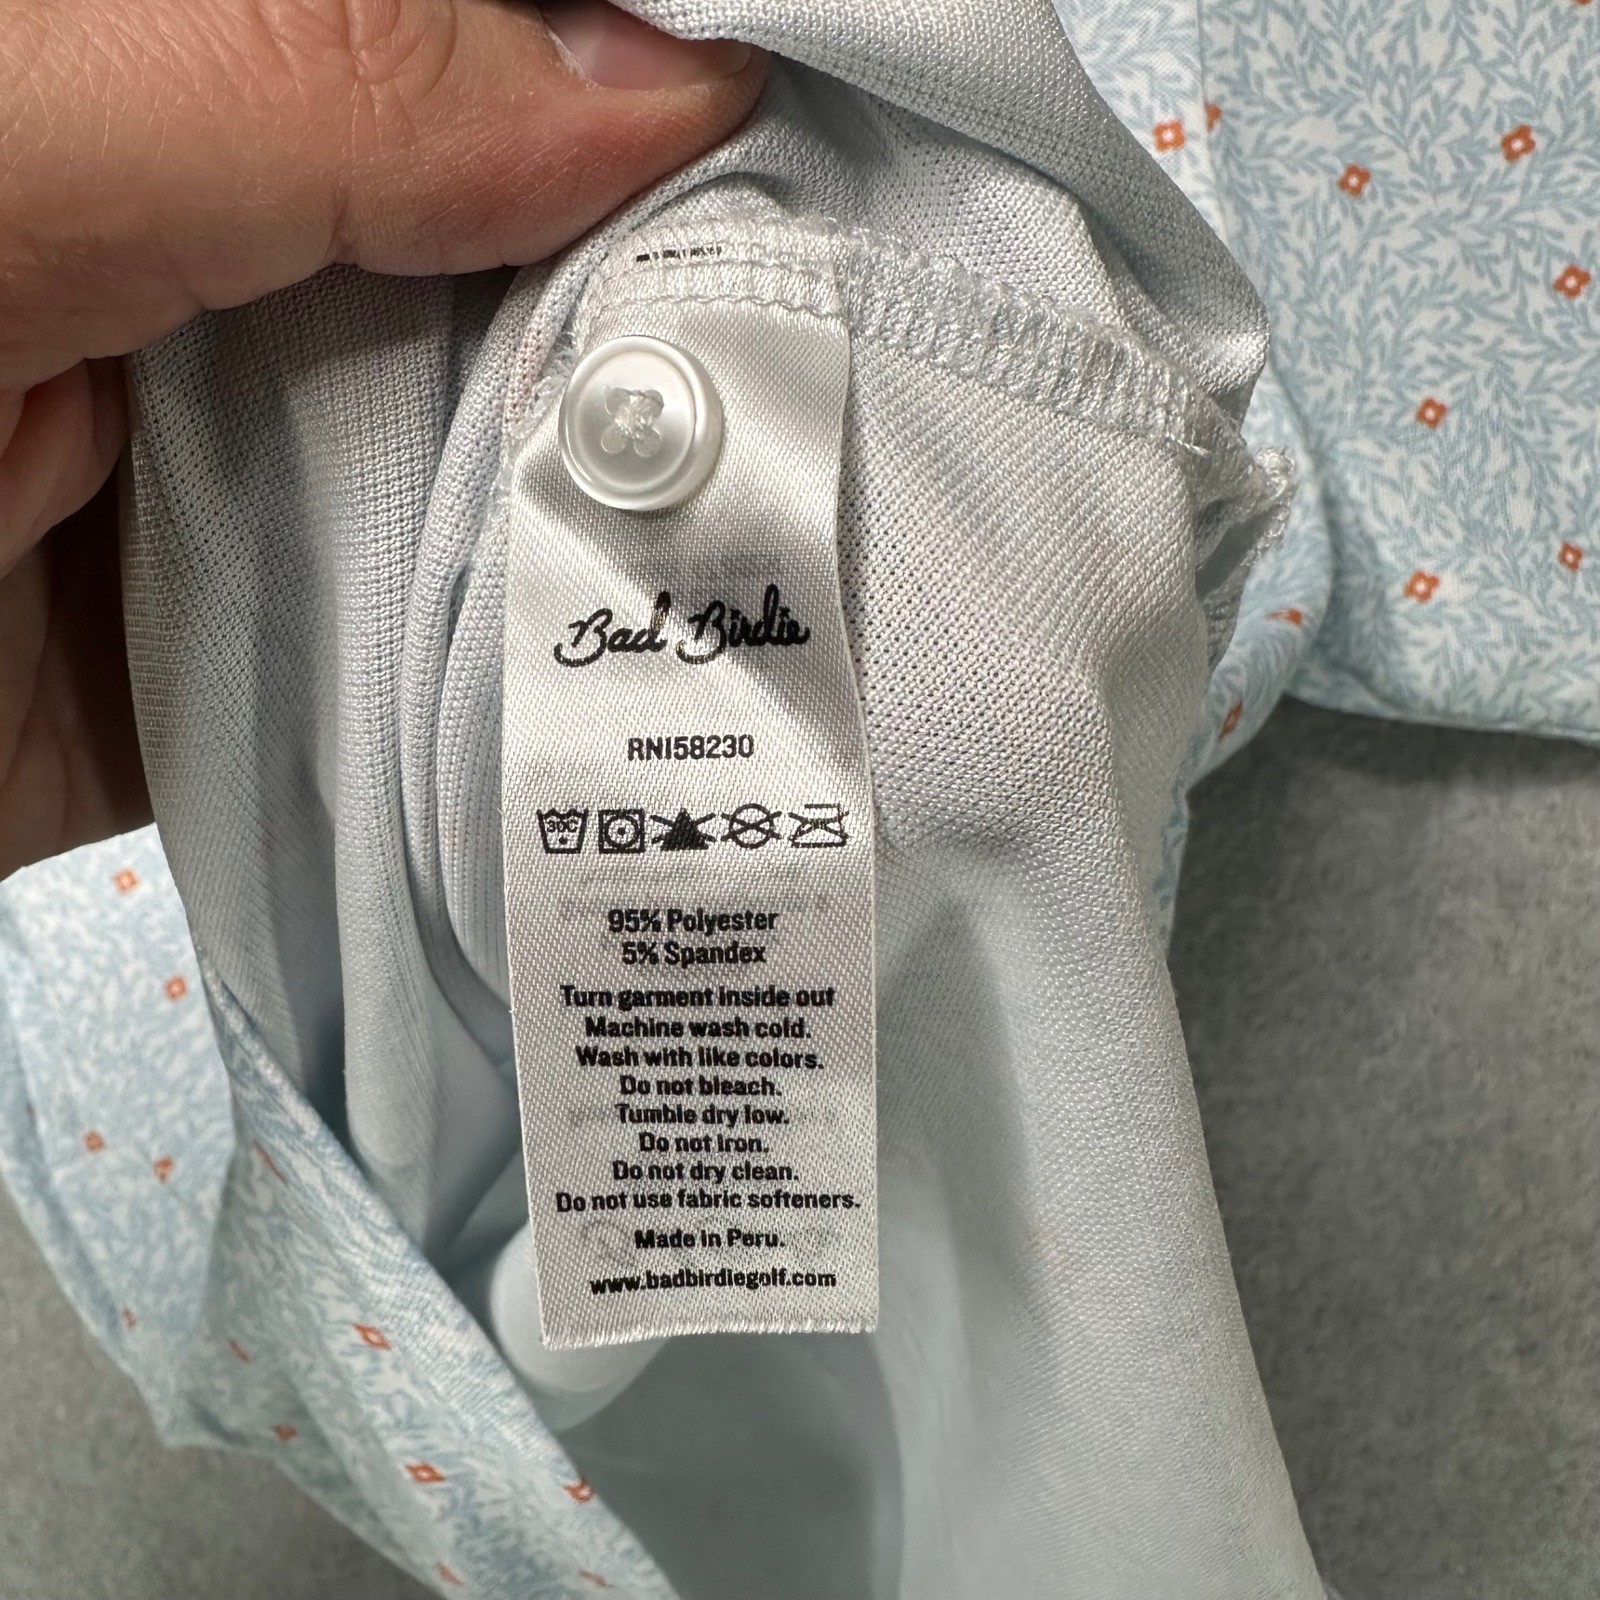 Bad Birdie
RN158230
30C
95% Polyester
5% Spandex
Turn garment inside out
Machine wash cold.
Wash with like colors.
Do not bleach.
Tumble dry low.
Do not iron.
Do not dry clean.
Do not use fabric softeners.
Made in Peru.
www.badbirdiegolf.com